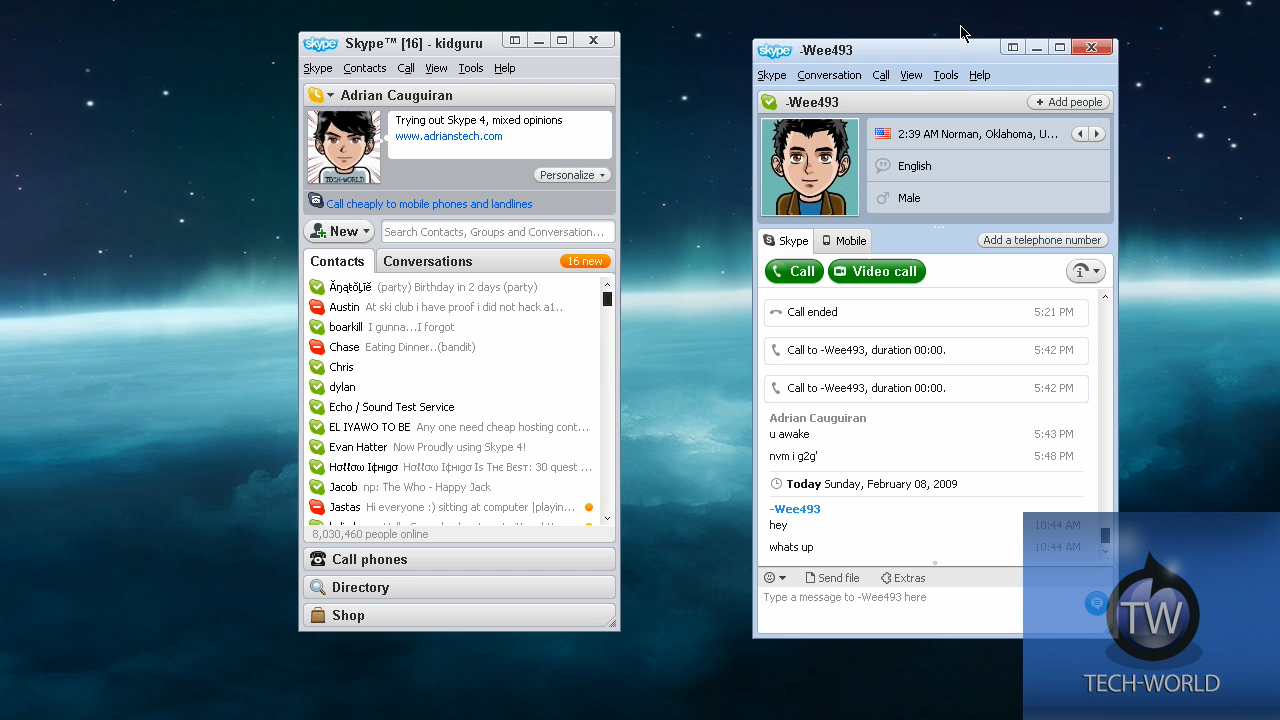 Skype™ [16] - kidguru
Skype Contacts Call View Tools Help
Adrian Cauguiran
Trying out Skype 4, mixed opinions
www.adrianstech.com
TECH-WORLD
Personalize
Call cheaply to mobile phones and landlines
New
Search Contacts, Groups and Conversation...
Contacts Conversations 16 new
(party) Birthday in 2 days (party)
Austin At ski club i have proof i did not hack a1..
boarkill I gunna...I forgot
Chase Eating Dinner..(bandit)
Chris
dylan
Echo / Sound Test Service
EL IYAWO TO BE Any one need cheap hosting cont...
Evan Hatter Now Proudly using Skype 4!
30 quest ...
Jacob np: The Who - Happy Jack
Jastas Hi everyone :) sitting at computer |playin...
8,030,460 people online
Call phones
Directory
Shop
skype -Wee493
Skype Conversation Call View Tools Help
-Wee493 + Add people
2:39 AM Norman, Oklahoma, U...
English
Male
Skype Mobile Add a telephone number
Call Video call
Call ended 5:21 PM
Call to -Wee493, duration 00:00. 5:42 PM
Call to -Wee493, duration 00:00. 5:42 PM
Adrian Cauguiran
u awake 5:43 PM
nvm i g2g' 5:48 PM
Today Sunday, February 08, 2009
-Wee493
hey 10:44 AM
whats up 10:44 AM
Send file Extras
Type a message to -Wee493 here
TW
TECH-WORLD